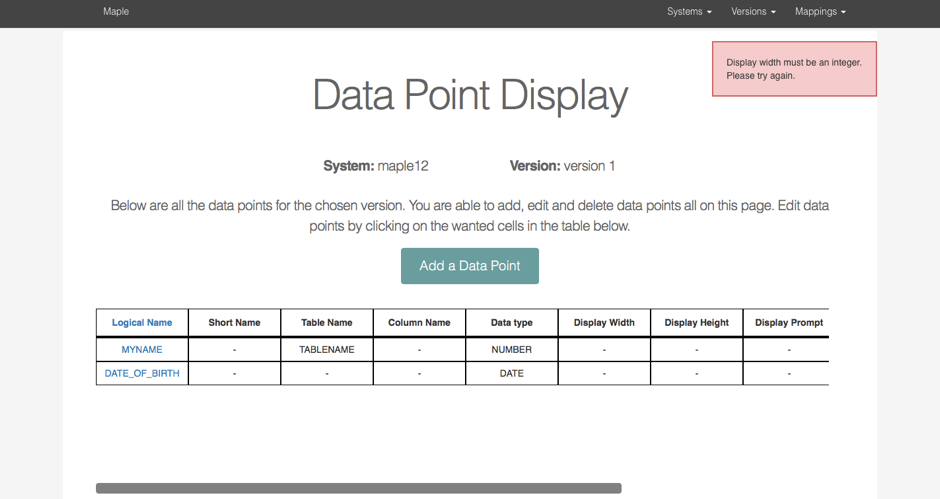 Maple Systems Versions Mappings
Display width must be an integer.
Please try again.
Data Point Display
System: maple12 Version: version 1
Below are all the data points for the chosen version. You are able to add, edit and delete data points all on this page. Edit data
points by clicking on the wanted cells in the table below.
Add a Data Point
Logical Name Short Name Table Name Column Name Data type Display Width Display Height Display Prompt
MYNAME - TABLENAME - NUMBER - - -
DATE_OF_BIRTH - - - DATE - - -